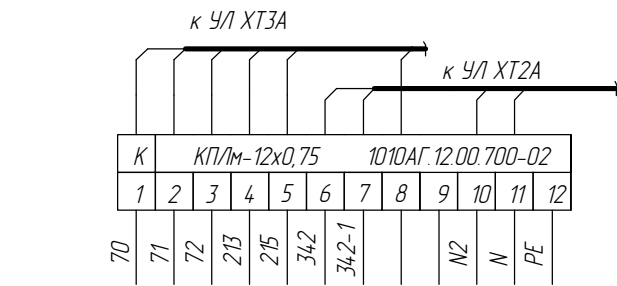 к УЛ ХТ3А
к УЛ ХТ2А
К КПЛм-12х0,75 1010АГ.12.00.700-02
1 2 3 4 5 6 7 8 9 10 11 12
70 71 72 213 215 342 342-1 N2 N PE